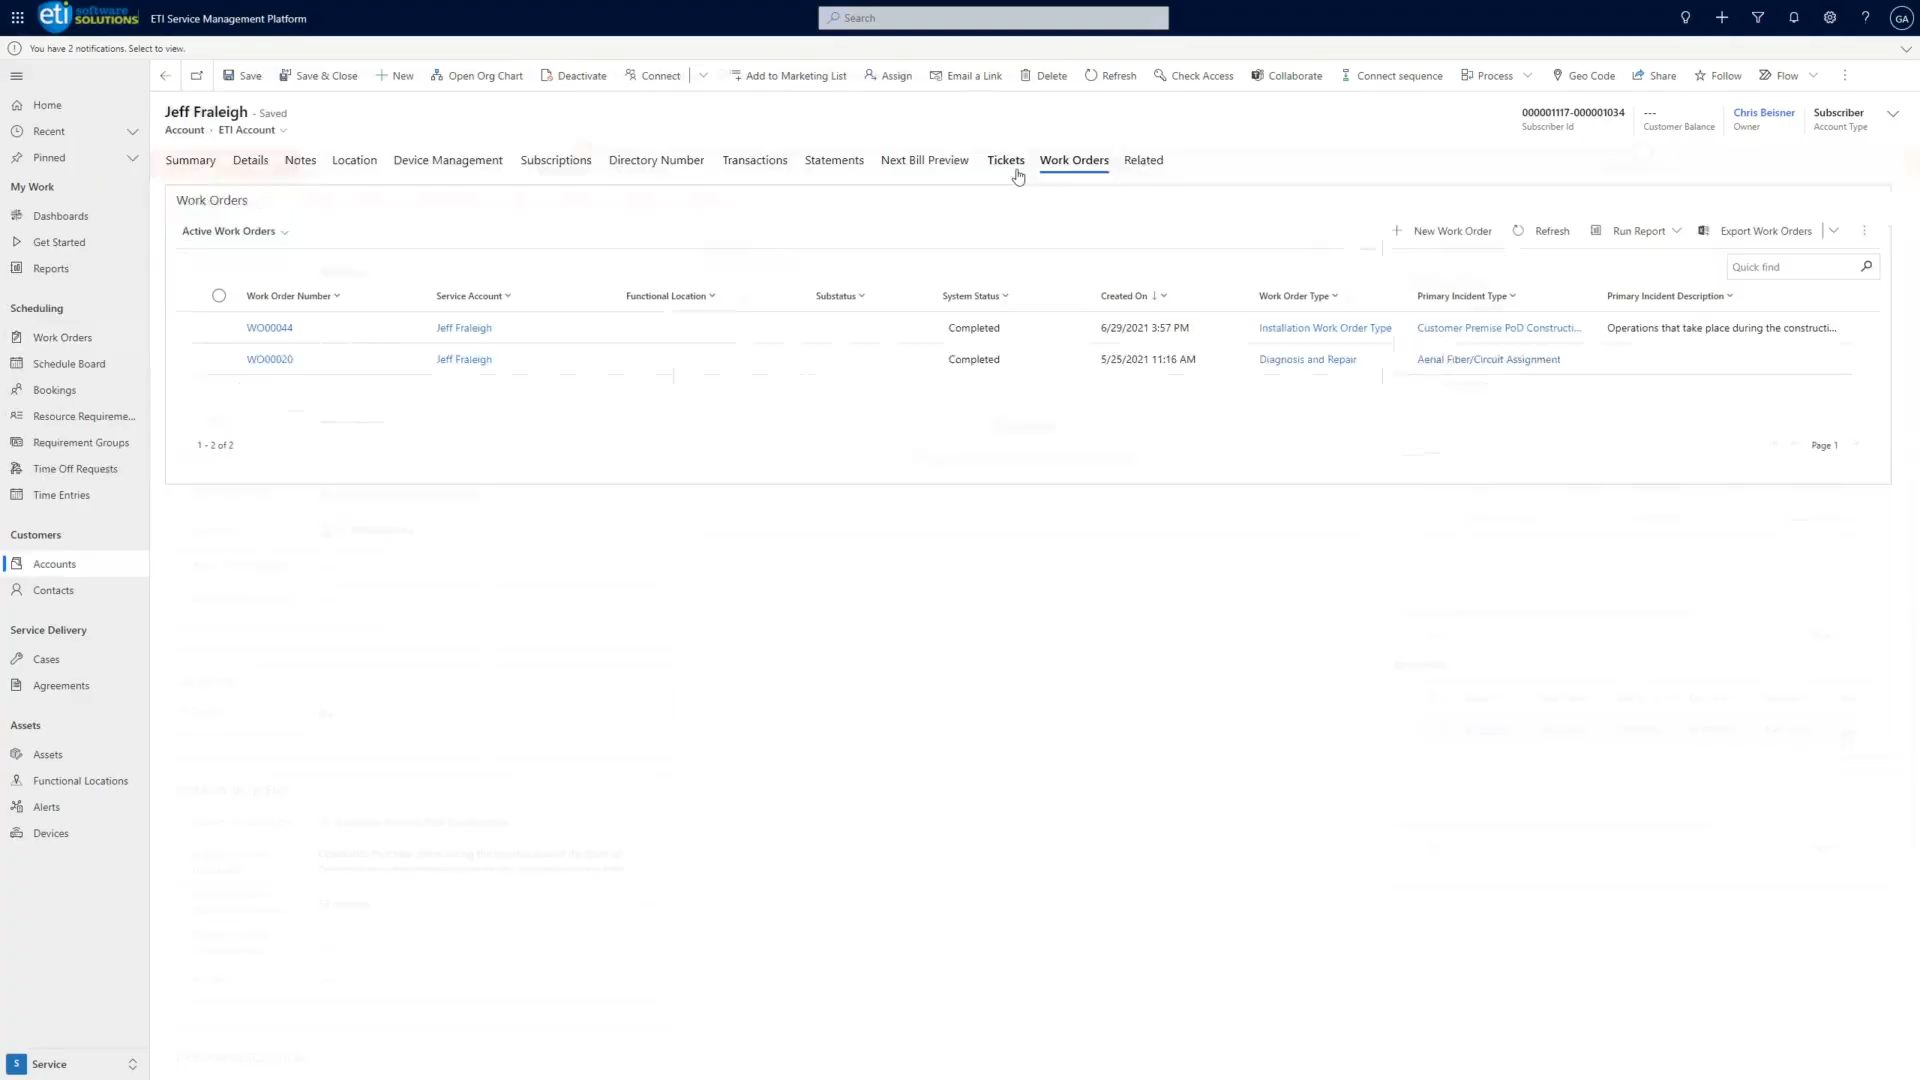 eti software SOLUTIONS ETI Service Management Platform Search GA
You have 2 notifications. Select to view.
Save Save & Close New Open Org Chart Deactivate Connect Add to Marketing List Assign Email a Link Delete Refresh Check Access Collaborate Connect sequence Process Geo Code Share Follow Flow
Home
Recent
Pinned
My Work
Dashboards
Get Started
Reports
Scheduling
Work Orders
Schedule Board
Bookings
Resource Requireme...
Requirement Groups
Time Off Requests
Time Entries
Customers
Accounts
Contacts
Service Delivery
Cases
Agreements
Assets
Assets
Functional Locations
Alerts
Devices
S Service
Jeff Fraleigh - Saved
Account · ETI Account
000001117-000001034 --- Chris Beisner Subscriber
Subscriber Id Customer Balance Owner Account Type
Summary Details Notes Location Device Management Subscriptions Directory Number Transactions Statements Next Bill Preview Tickets Work Orders Related
Work Orders
Active Work Orders New Work Order Refresh Run Report Export Work Orders
Quick find
Work Order Number Service Account Functional Location Substatus System Status Created On ↓ Work Order Type Primary Incident Type Primary Incident Description
WO00044 Jeff Fraleigh Completed 6/29/2021 3:57 PM Installation Work Order Type Customer Premise PoD Constructi... Operations that take place during the constructi...
WO00020 Jeff Fraleigh Completed 5/25/2021 11:16 AM Diagnosis and Repair Aerial Fiber/Circuit Assignment
1 - 2 of 2 Page 1